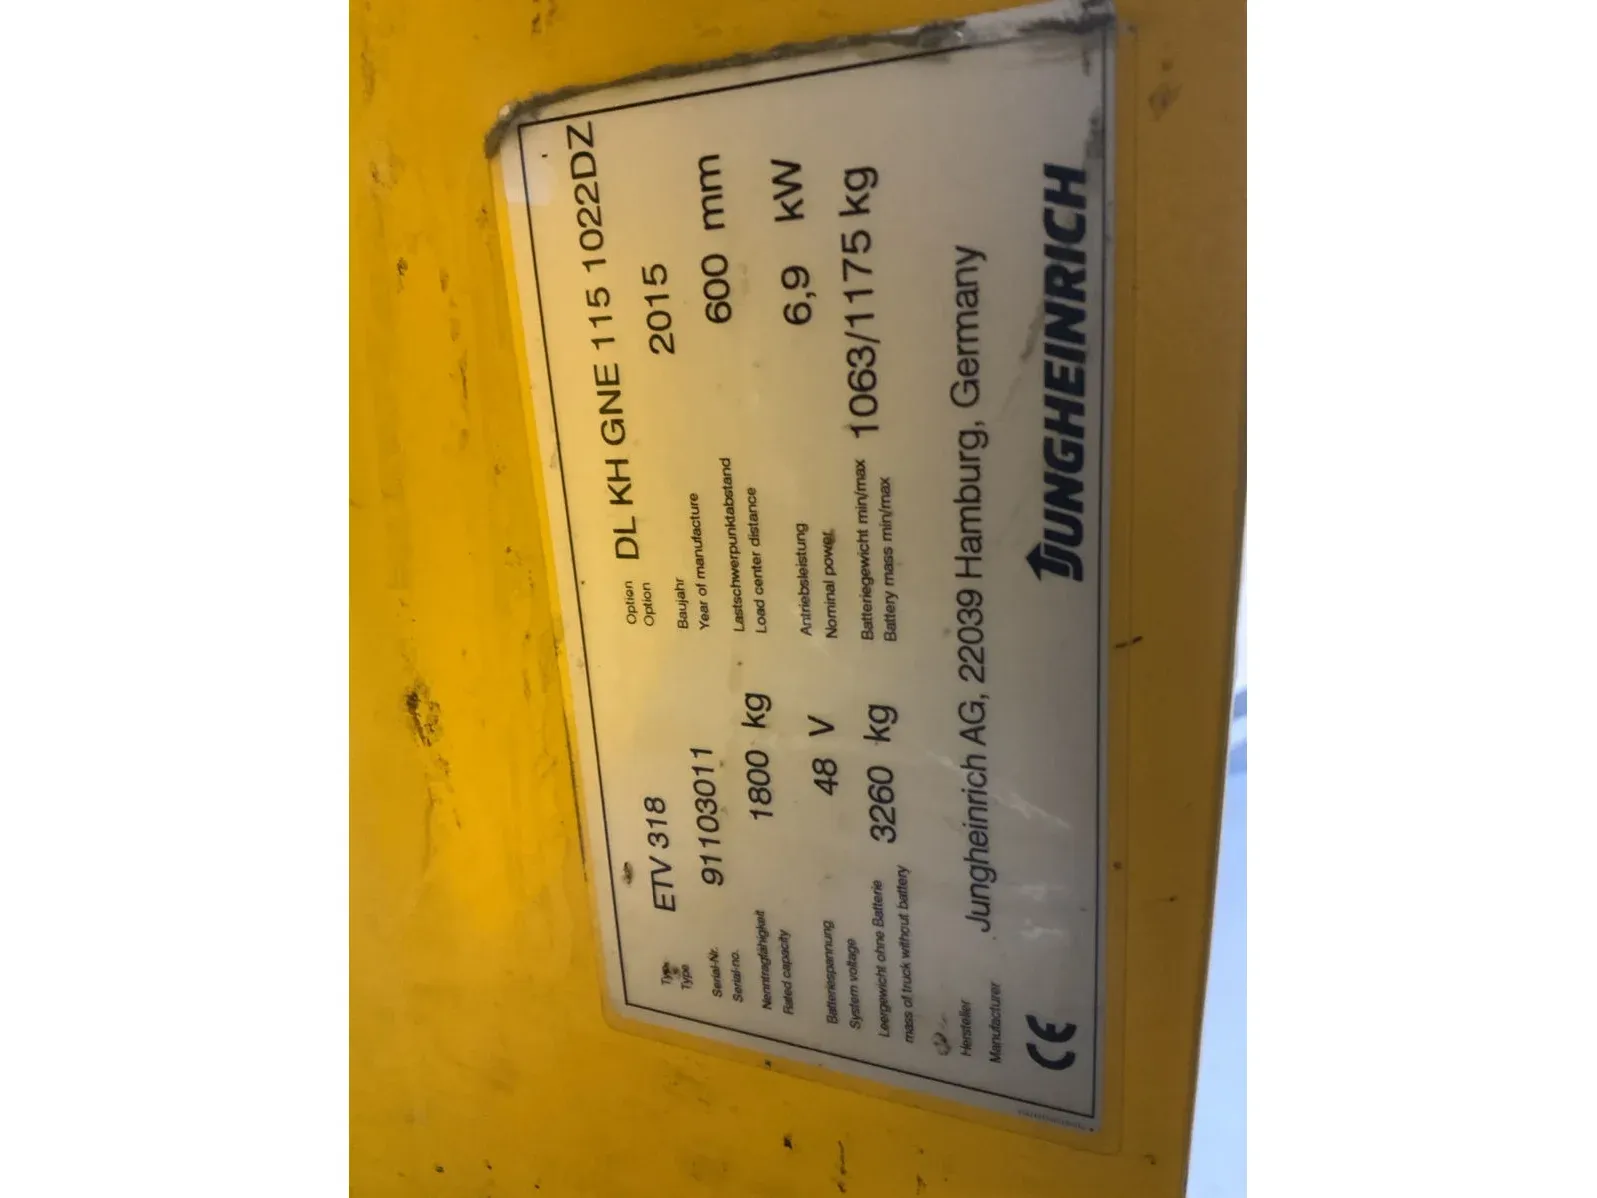 Type ETV 318 Option DL KH GNE 115 1022DZ
Type Option
Serial-Nr. 91103011 Baujahr 2015
Serial-no. Year of manufacture
Nenntragfähigkeit 1800 kg Lastschwerpunktabstand 600 mm
Rated capacity Load center distance
Batteriespannung 48 V Antriebsleistung 6,9 kW
System voltage Nominal power
Leergewicht ohne Batterie 3260 kg Batteriegewicht min/max 1063/1175 kg
mass of truck without battery Battery mass min/max
Hersteller Jungheinrich AG, 22039 Hamburg, Germany
Manufacturer
CE JUNGHEINRICH